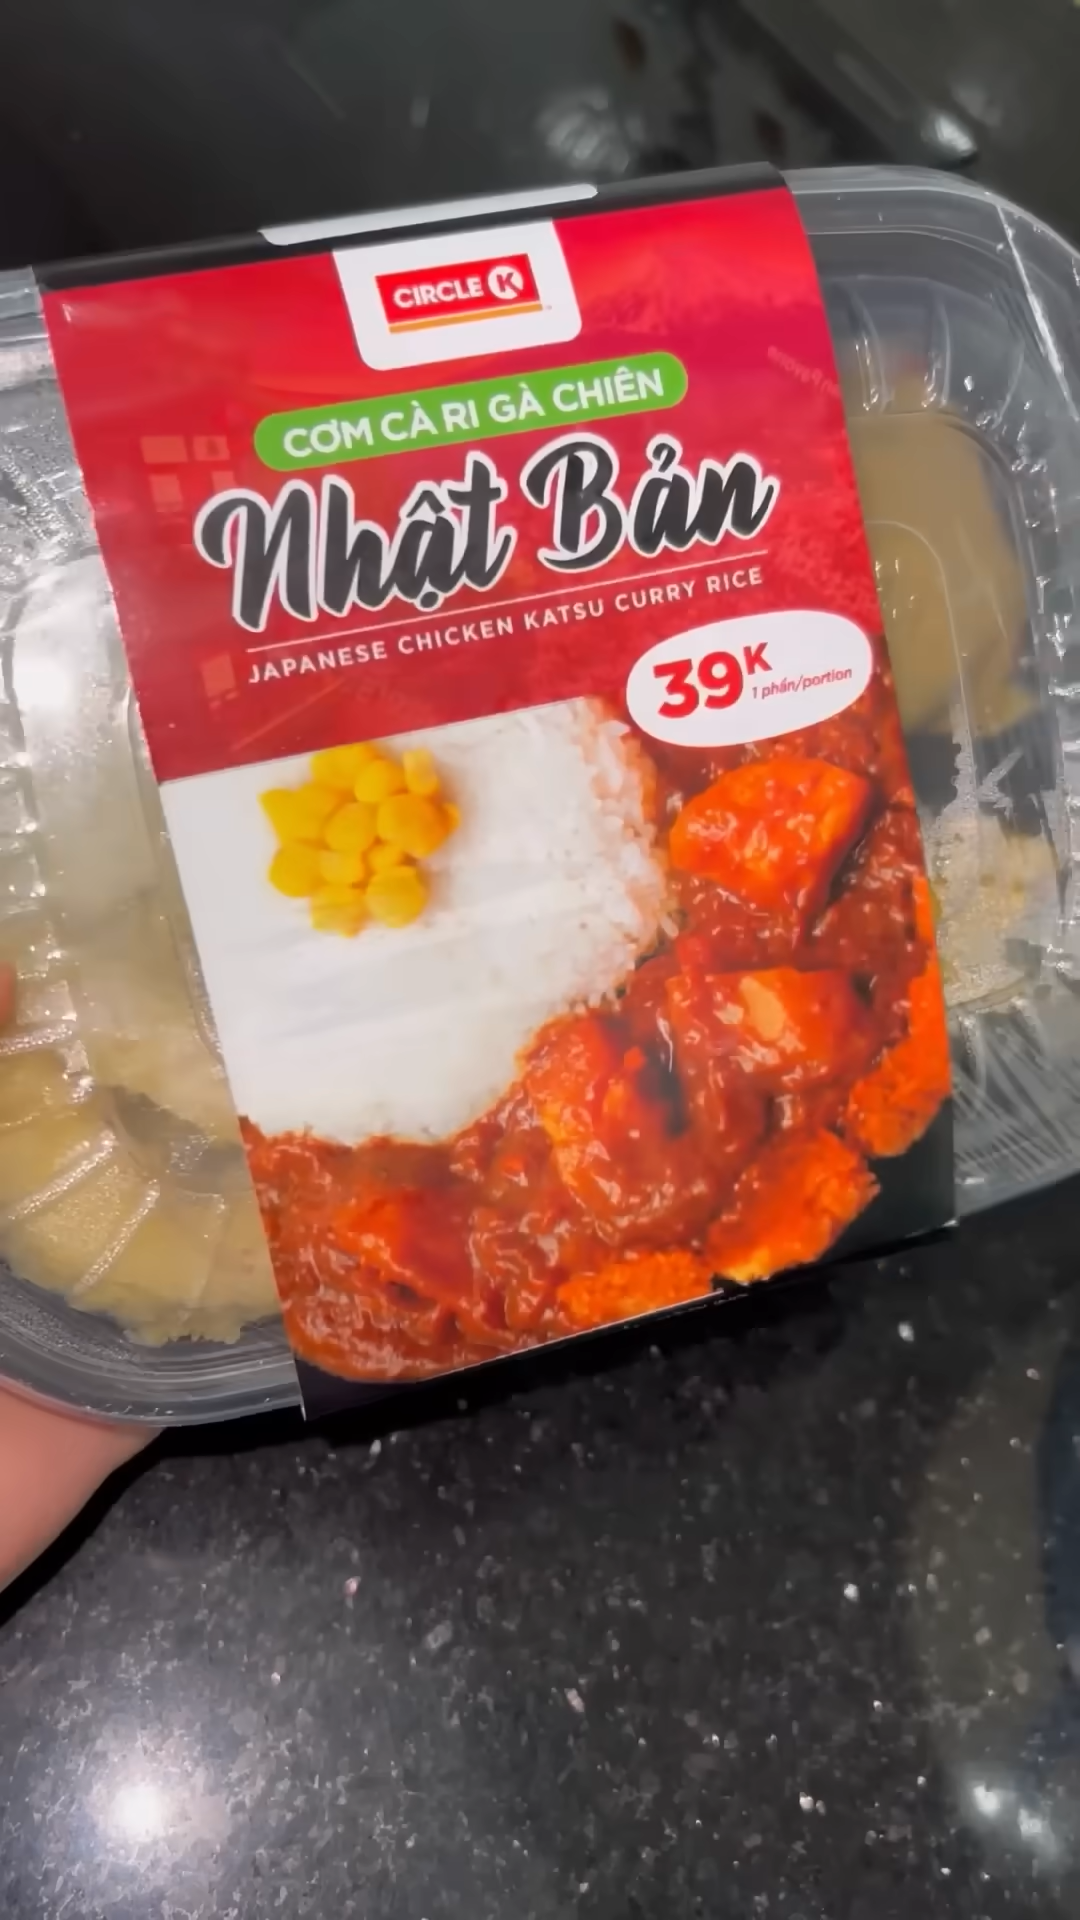 CIRCLE K
CƠM CÀ RI GÀ CHIÊN
Nhật Bản
JAPANESE CHICKEN KATSU CURRY RICE
39K
1 phần/portion